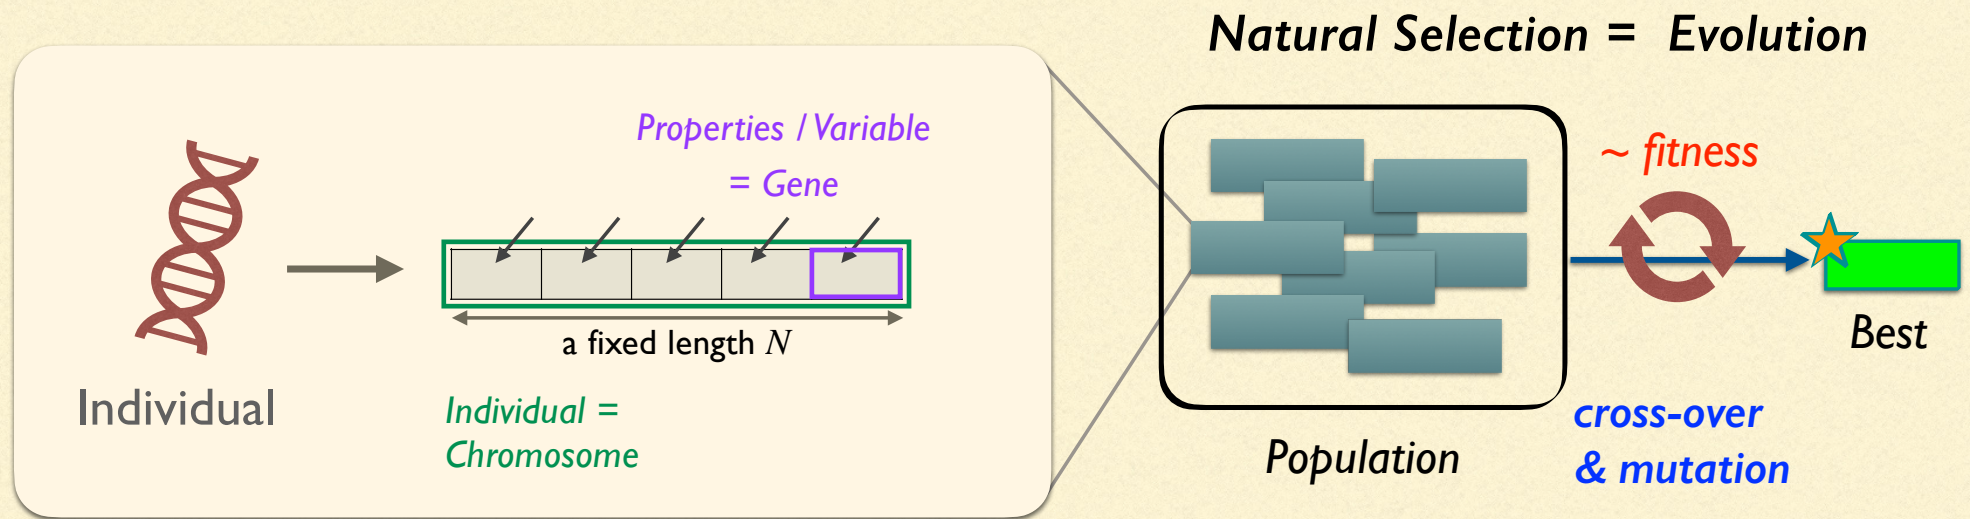 Natural Selection = Evolution
Properties / Variable
= Gene
a fixed length N
Individual
Individual =
Chromosome
~ fitness
Best
Population
cross-over
& mutation